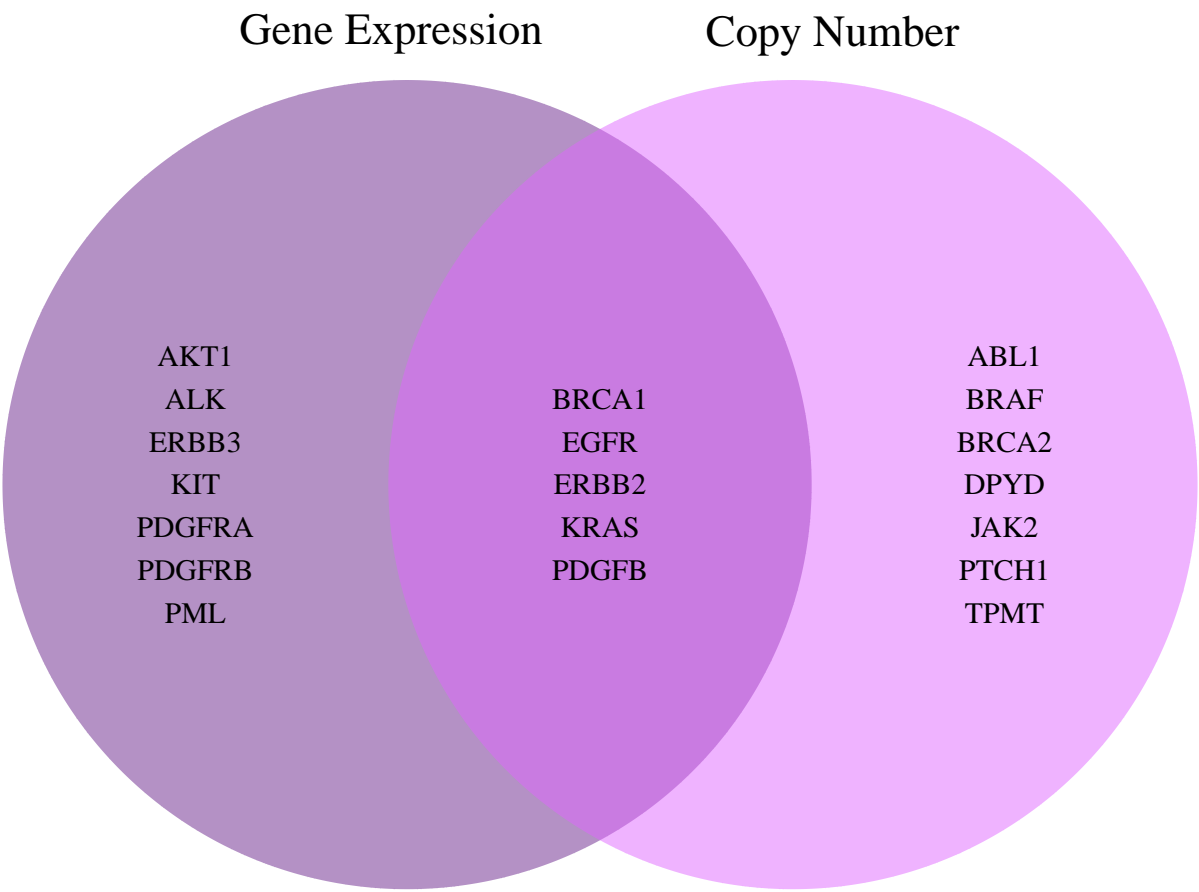 Gene Expression
Copy Number
AKT1
ALK
ERBB3
KIT
PDGFRA
PDGFRB
PML
BRCA1
EGFR
ERBB2
KRAS
PDGFB
ABL1
BRAF
BRCA2
DPYD
JAK2
PTCH1
TPMT